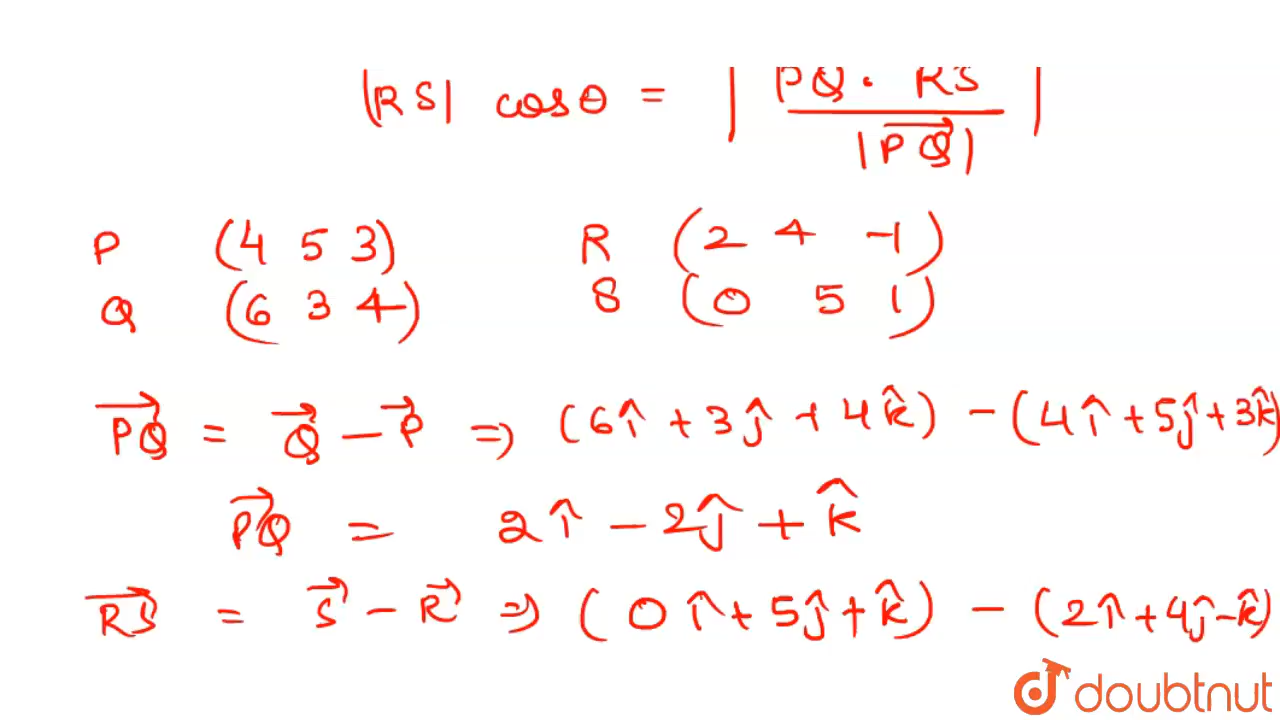 |RS| cosθ = | PQ · RS / |PQ⃗| |
P (4 5 3) R (2 4 -1)
Q (6 3 4) S (0 5 1)
PQ⃗ = Q⃗ - P⃗ ⇒ (6î + 3ĵ + 4k̂) - (4î + 5ĵ + 3k̂)
PQ⃗ = 2î - 2ĵ + k̂
RS⃗ = S⃗ - R⃗ ⇒ (0î + 5ĵ + k̂) - (2î + 4ĵ - k̂)
doubtnut